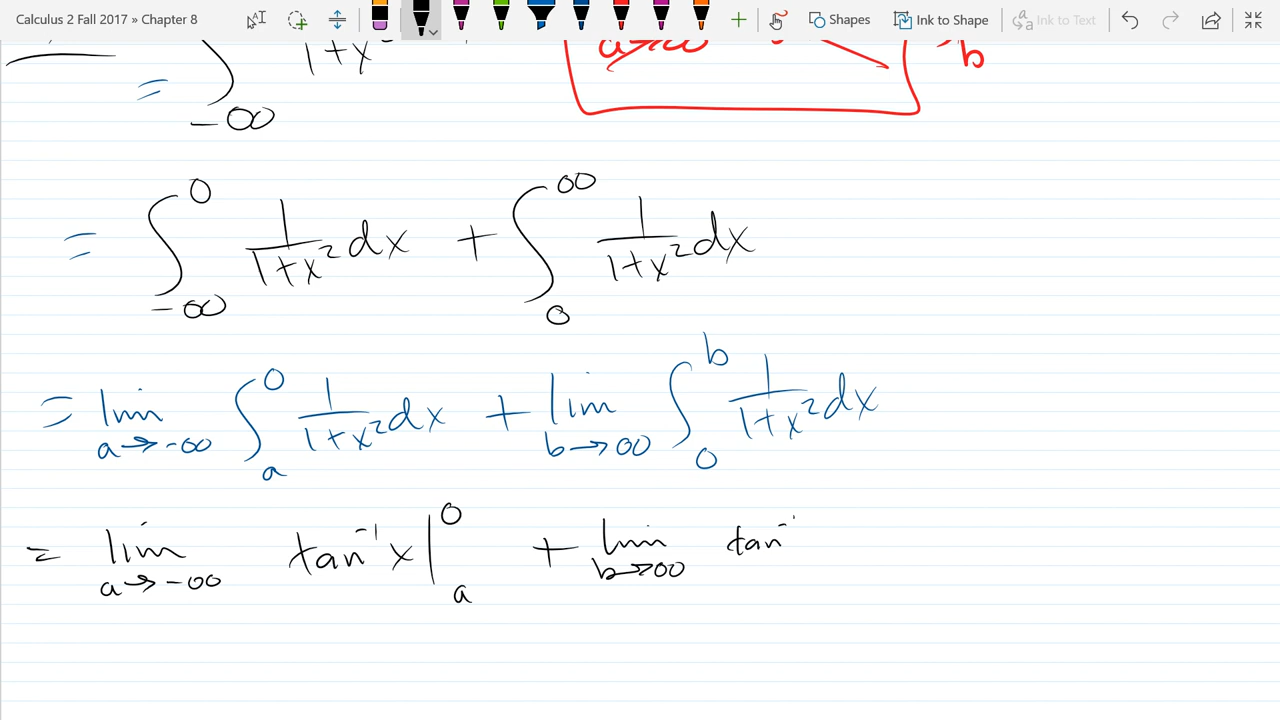 Calculus 2 Fall 2017 » Chapter 8
Shapes
Ink to Shape
Ink to Text
= ∫_{-∞} 1/(1+x²)
a→-∞
b
= ∫_{-∞}^{0} 1/(1+x²) dx + ∫_{0}^{∞} 1/(1+x²) dx
= lim_{a→-∞} ∫_{a}^{0} 1/(1+x²) dx + lim_{b→∞} ∫_{0}^{b} 1/(1+x²) dx
= lim_{a→-∞} tan⁻¹ x |_{a}^{0} + lim_{b→∞} tan⁻¹